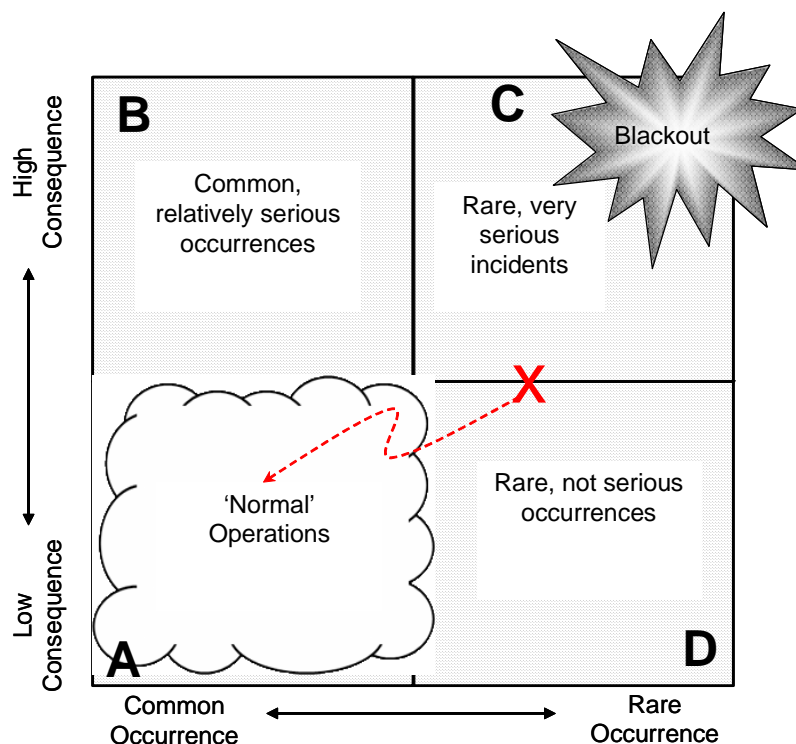 B
C
Blackout
Common,
relatively serious
occurrences
Rare, very
serious
incidents
High
Consequence
X
'Normal'
Operations
Rare, not serious
occurrences
Low
Consequence
A
D
Common
Occurrence
Rare
Occurrence